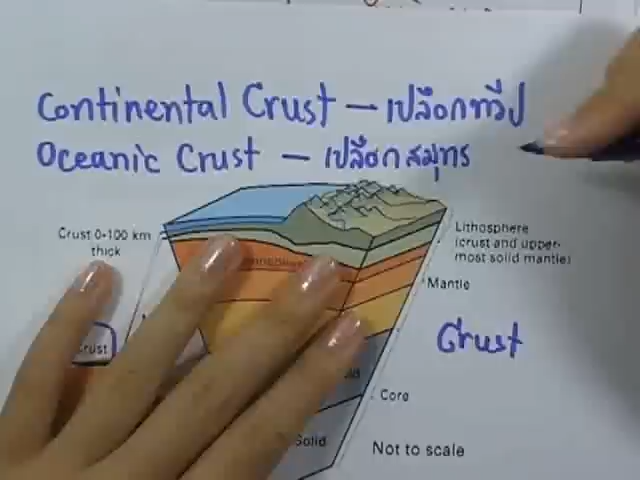 Continental Crust – เปลือกทวีป
Oceanic Crust – เปลือกสมุทร
Crust 0-100 km
thick
Lithosphere
(crust and upper-
most solid mantle)
Mantle
Crust
Core
Solid
Not to scale